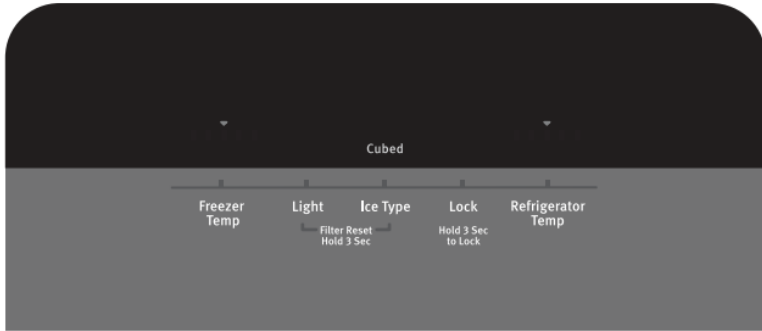 Cubed
Freezer Temp
Light
Ice Type
Lock
Refrigerator Temp
Filter Reset
Hold 3 Sec
Hold 3 Sec
to Lock